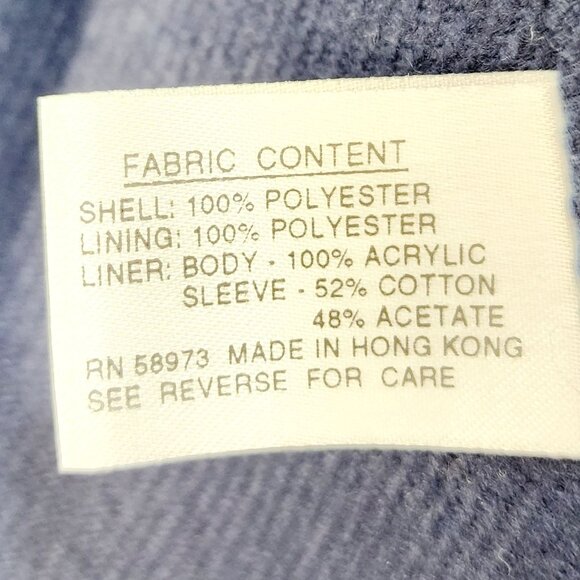 FABRIC CONTENT
SHELL: 100% POLYESTER
LINING: 100% POLYESTER
LINER: BODY - 100% ACRYLIC
SLEEVE - 52% COTTON
48% ACETATE
RN 58973 MADE IN HONG KONG
SEE REVERSE FOR CARE